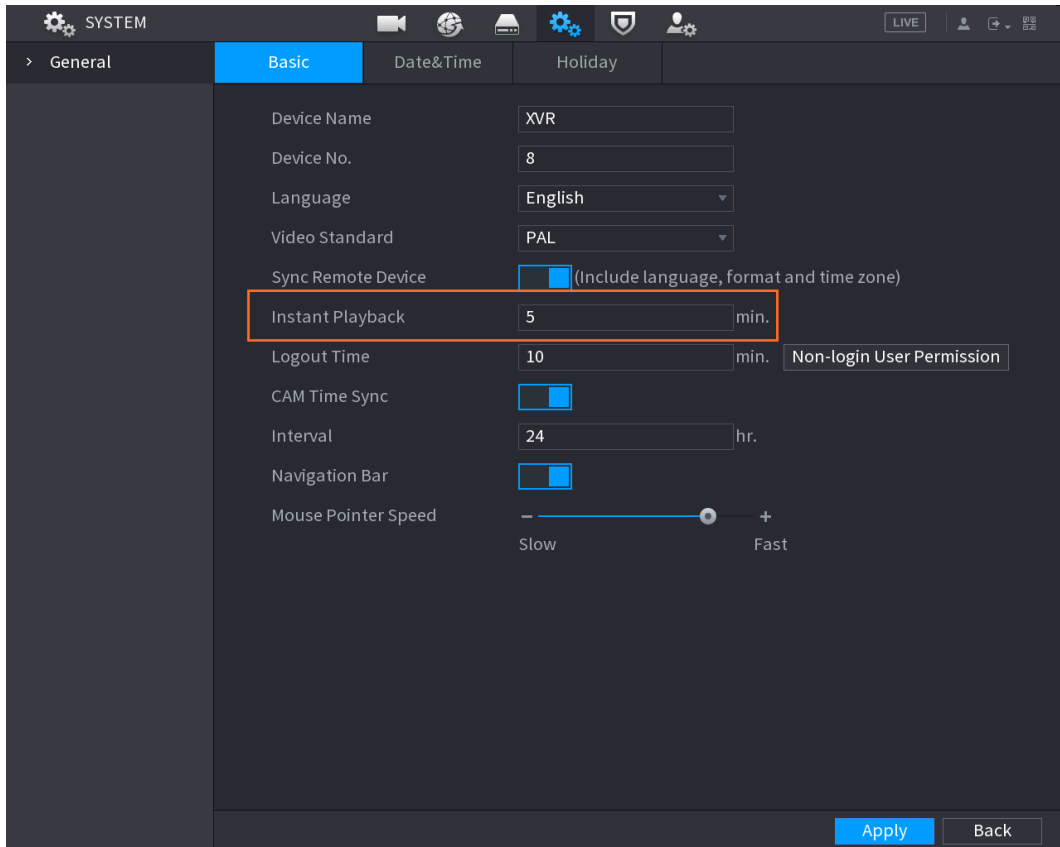 SYSTEM LIVE
> General Basic Date&Time Holiday
Device Name XVR
Device No. 8
Language English
Video Standard PAL
Sync Remote Device (Include language, format and time zone)
Instant Playback 5 min.
Logout Time 10 min. Non-login User Permission
CAM Time Sync
Interval 24 hr.
Navigation Bar
Mouse Pointer Speed − +
Slow Fast
Apply Back